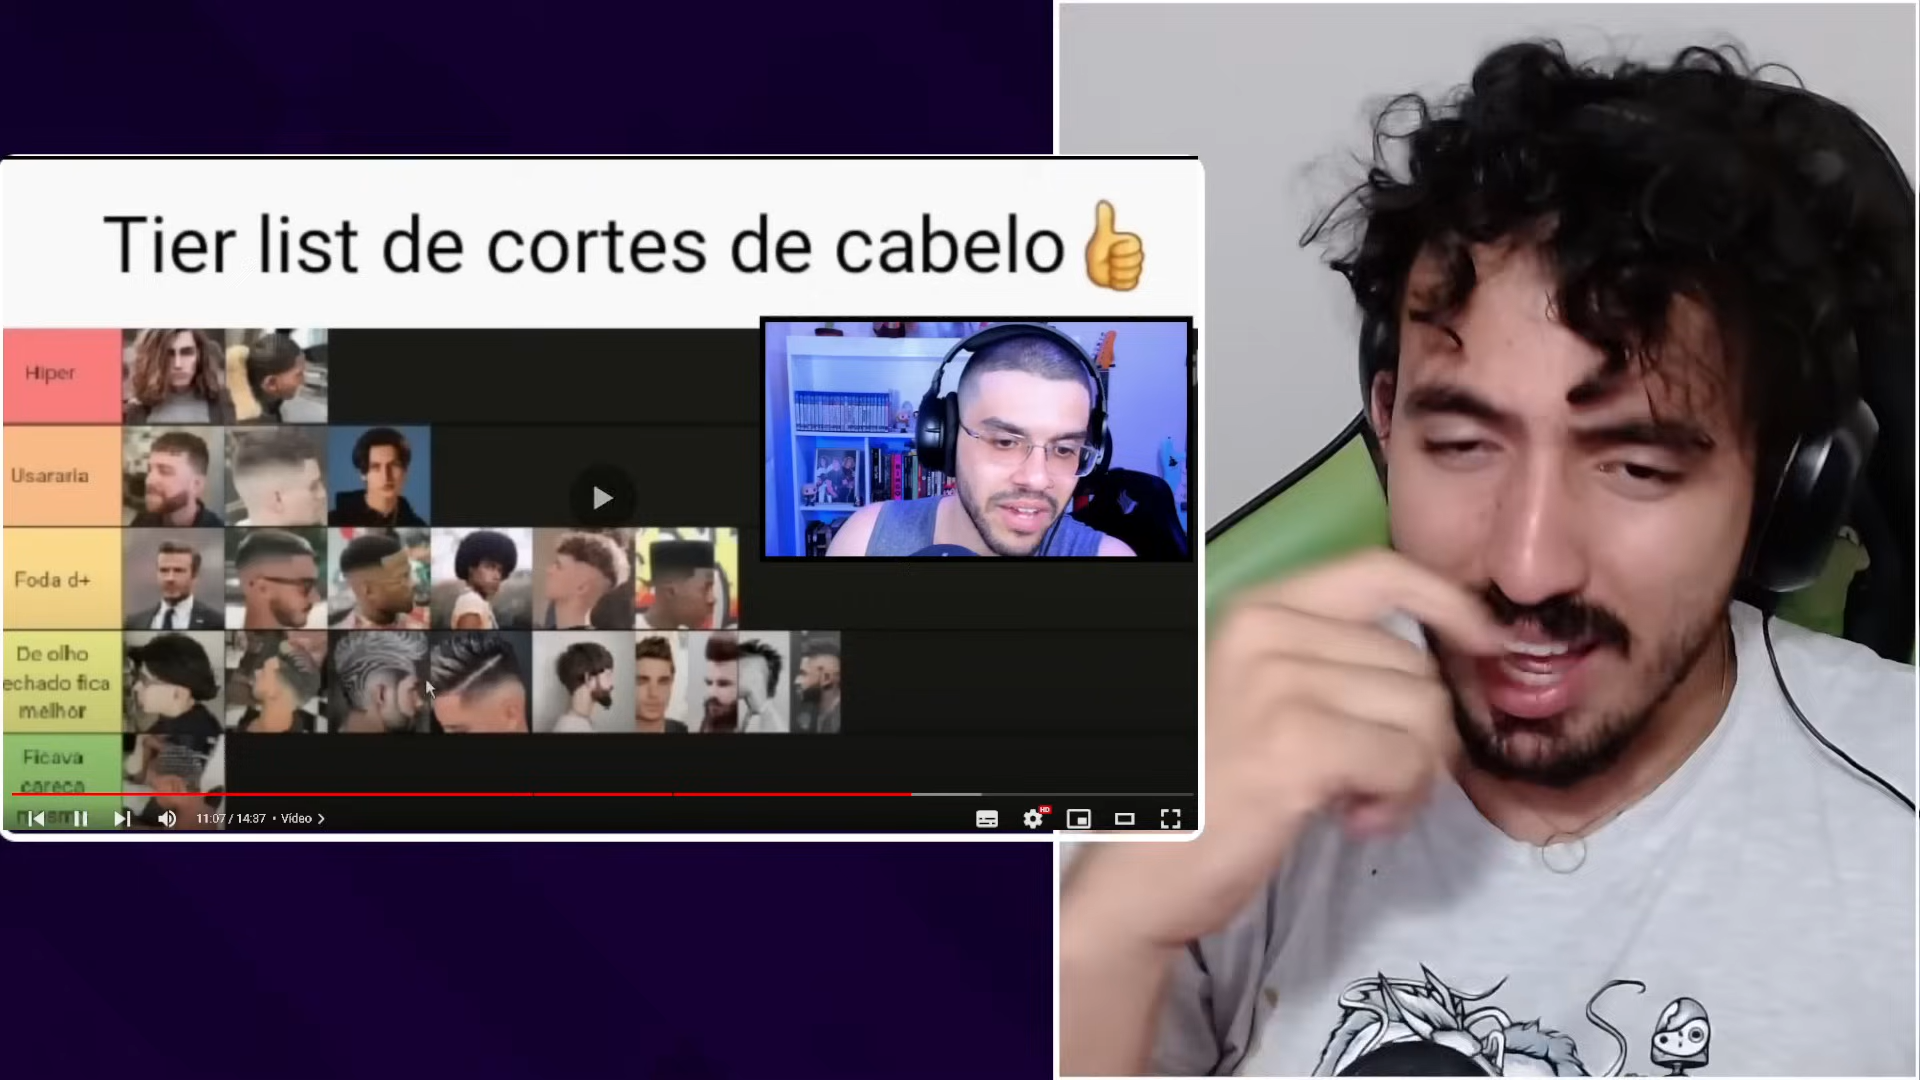 Tier list de cortes de cabelo👍
Hiper
Usararia
Foda d+
De olho
echado fica
melhor
Ficava
careca
11:07 / 14:37 • Vídeo
HD